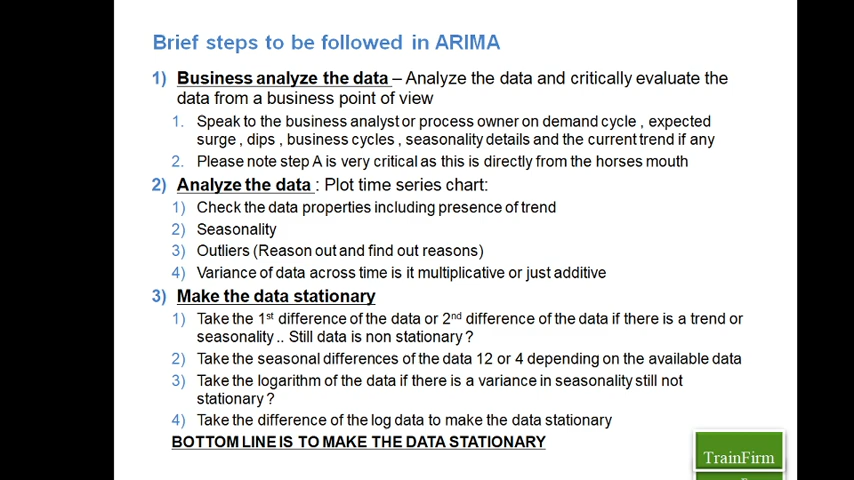 Brief steps to be followed in ARIMA
1) Business analyze the data – Analyze the data and critically evaluate the
data from a business point of view
1. Speak to the business analyst or process owner on demand cycle , expected
surge , dips , business cycles , seasonality details and the current trend if any
2. Please note step A is very critical as this is directly from the horses mouth
2) Analyze the data : Plot time series chart:
1) Check the data properties including presence of trend
2) Seasonality
3) Outliers (Reason out and find out reasons)
4) Variance of data across time is it multiplicative or just additive
3) Make the data stationary
1) Take the 1st difference of the data or 2nd difference of the data if there is a trend or
seasonality .. Still data is non stationary ?
2) Take the seasonal differences of the data 12 or 4 depending on the available data
3) Take the logarithm of the data if there is a variance in seasonality still not
stationary ?
4) Take the difference of the log data to make the data stationary
BOTTOM LINE IS TO MAKE THE DATA STATIONARY
TrainFirm